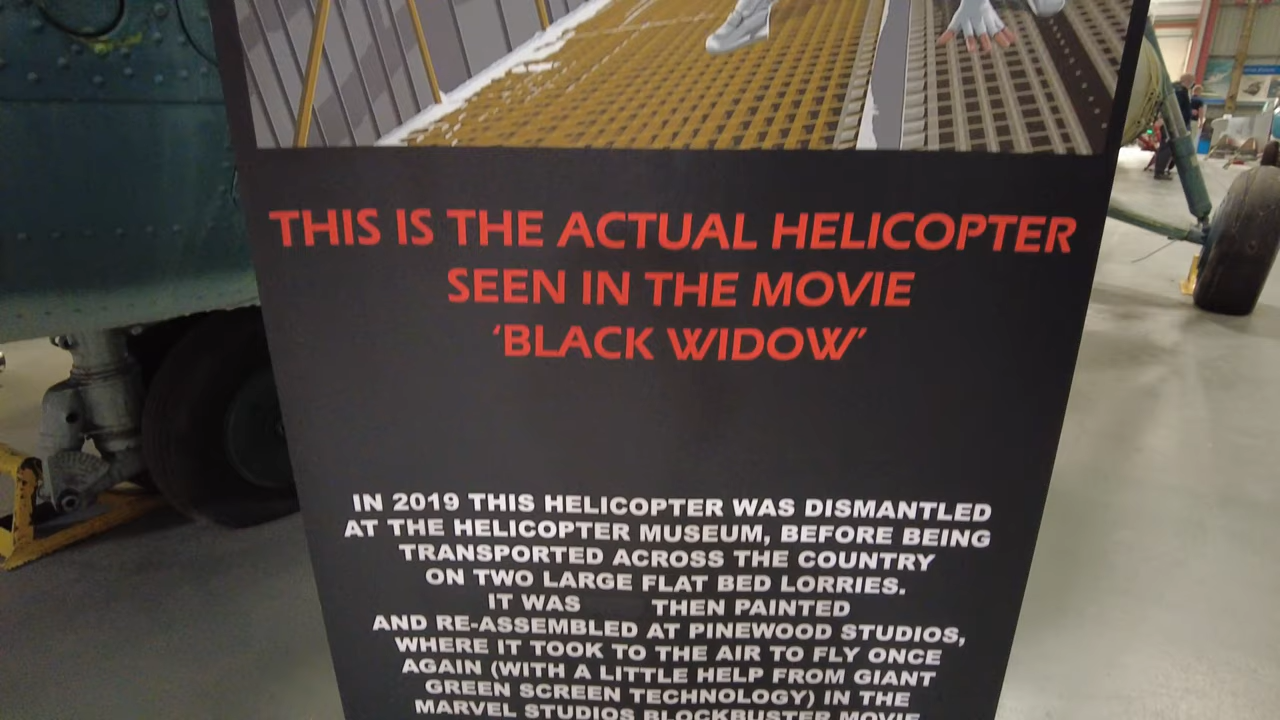 THIS IS THE ACTUAL HELICOPTER
SEEN IN THE MOVIE
‘BLACK WIDOW’
IN 2019 THIS HELICOPTER WAS DISMANTLED
AT THE HELICOPTER MUSEUM, BEFORE BEING
TRANSPORTED ACROSS THE COUNTRY
ON TWO LARGE FLAT BED LORRIES.
IT WAS THEN PAINTED
AND RE-ASSEMBLED AT PINEWOOD STUDIOS,
WHERE IT TOOK TO THE AIR TO FLY ONCE
AGAIN (WITH A LITTLE HELP FROM GIANT
GREEN SCREEN TECHNOLOGY) IN THE
MARVEL STUDIOS BLOCKBUSTER MOVIE